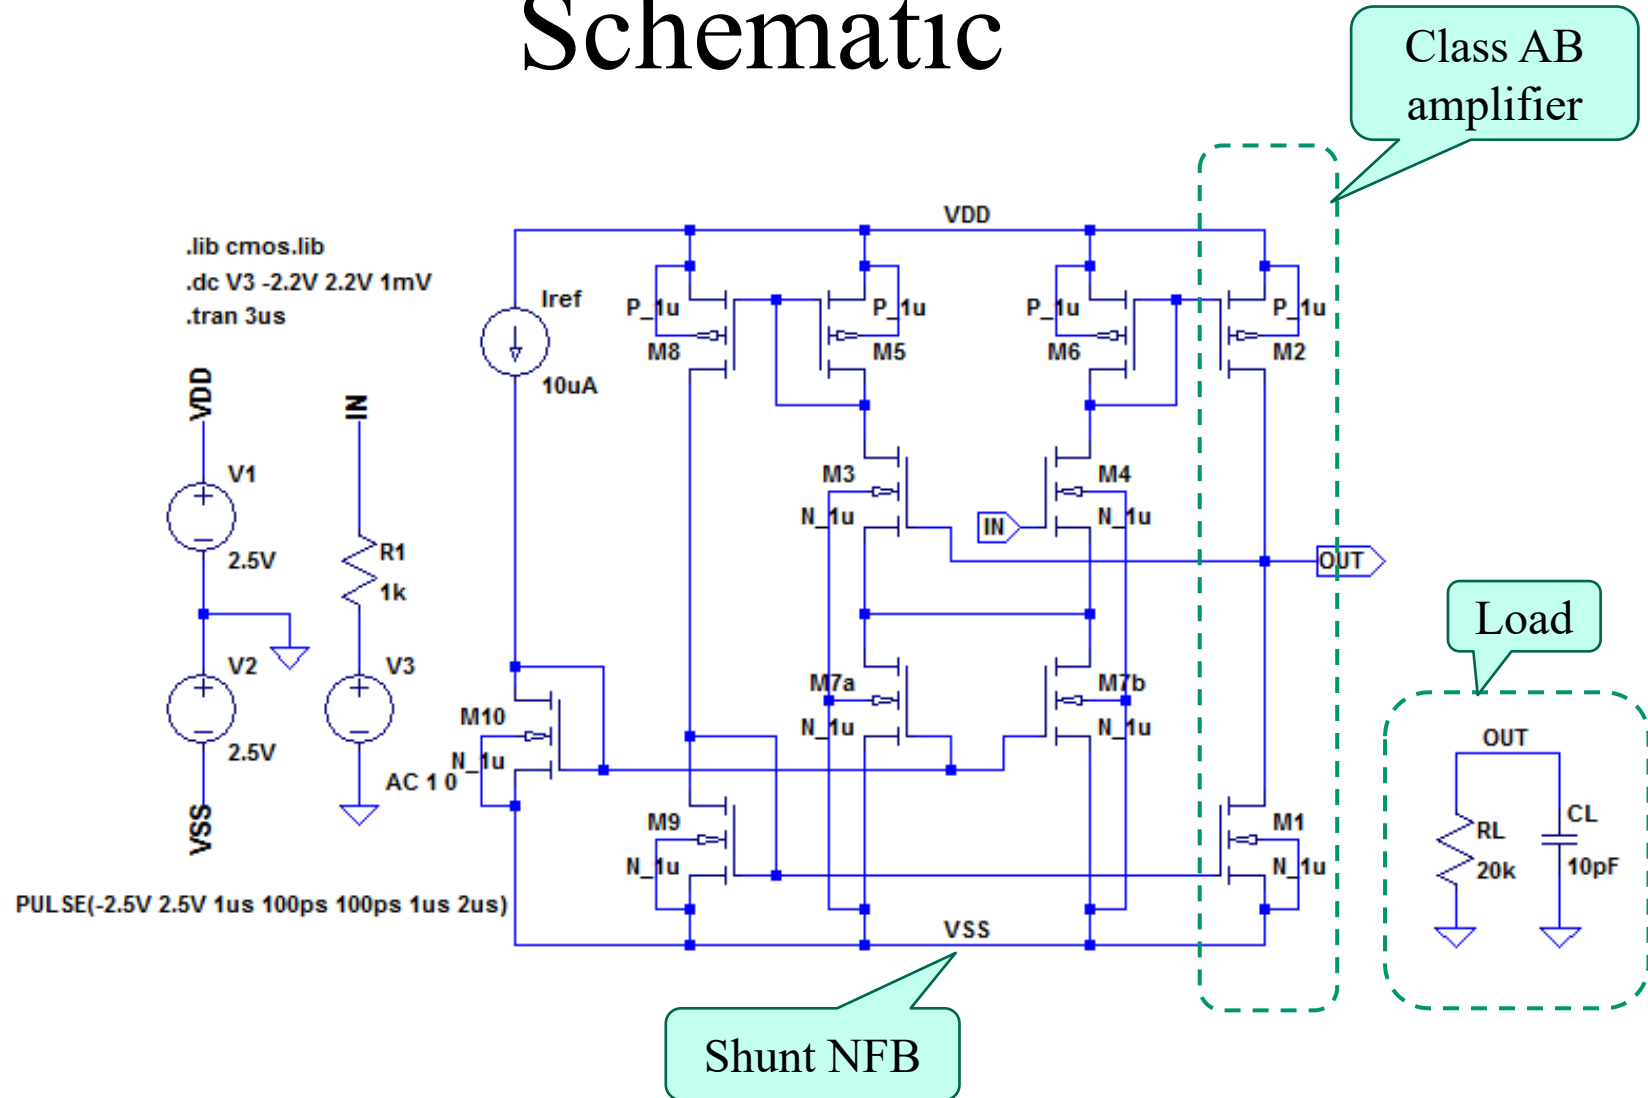 Schematic
Class AB
amplifier
VDD
.lib cmos.lib
.dc V3 -2.2V 2.2V 1mV
.tran 3us
Iref
10uA
P_1u
M8
P_1u
M5
P_1u
M6
P_1u
M2
VDD
IN
V1
2.5V
R1
1k
M3
N_1u
M4
N_1u
IN
OUT
Load
V2
2.5V
V3
AC 1 0
VSS
M10
N_1u
M7a
N_1u
M7b
N_1u
M9
N_1u
M1
N_1u
OUT
RL
20k
CL
10pF
PULSE(-2.5V 2.5V 1us 100ps 100ps 1us 2us)
VSS
Shunt NFB